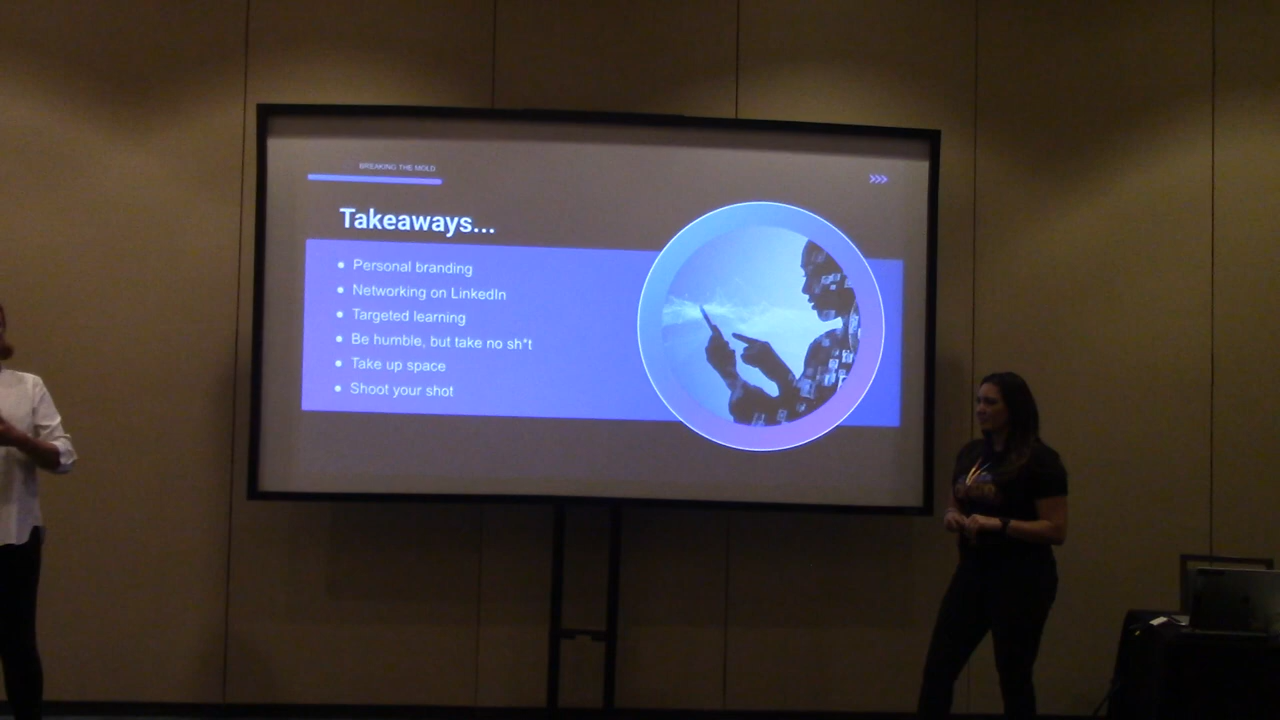 BREAKING THE MOLD
>>>
Takeaways...
• Personal branding
• Networking on LinkedIn
• Targeted learning
• Be humble, but take no sh*t
• Take up space
• Shoot your shot